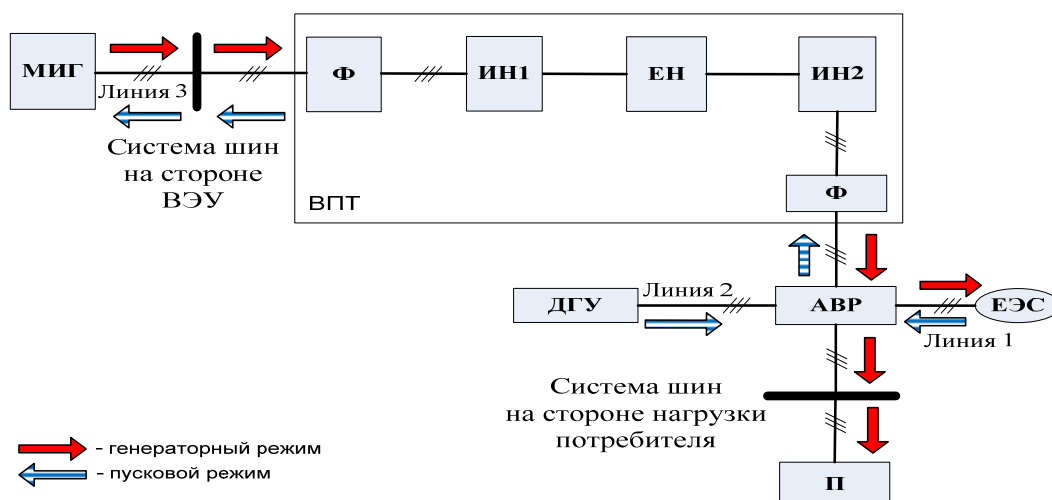 МИГ
Линия 3
Система шин
на стороне
ВЭУ
Ф
ИН1
ЕН
ИН2
Ф
ВПТ
ДГУ
Линия 2
АВР
ЕЭС
Линия 1
Система шин
на стороне нагрузки
потребителя
П
- генераторный режим
- пусковой режим